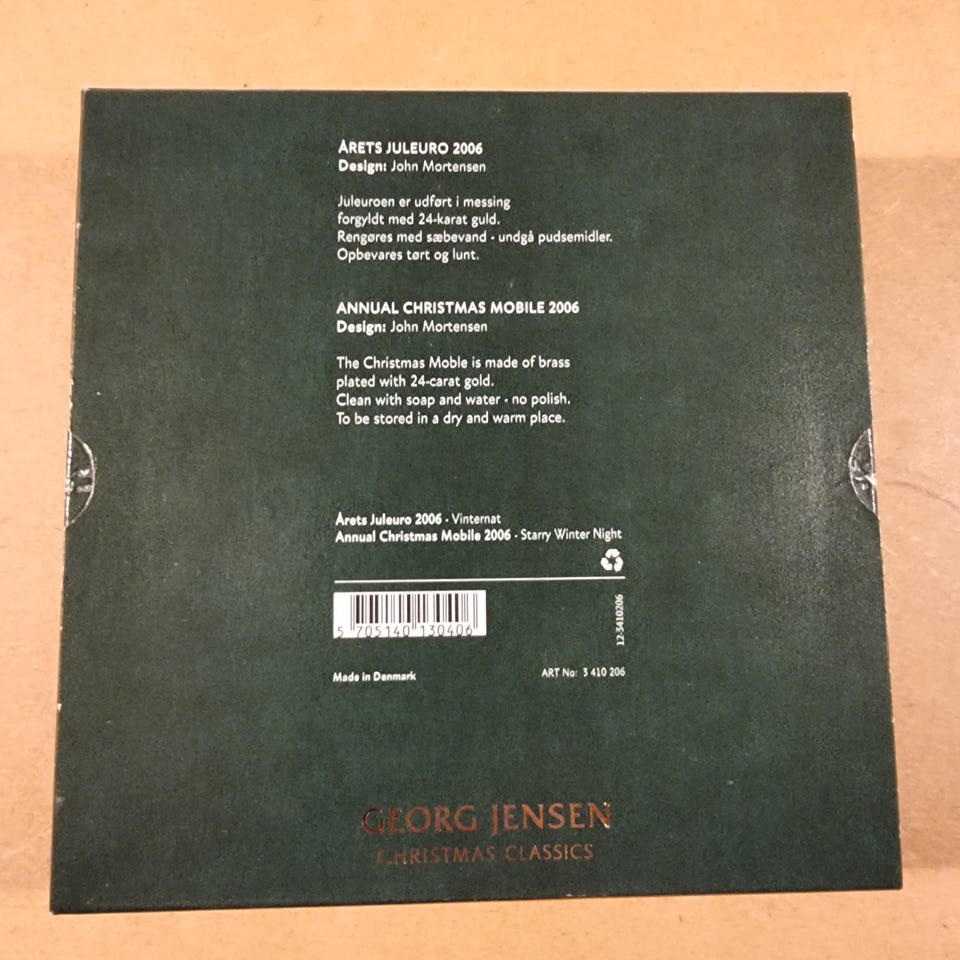 ÅRETS JULEURO 2006
Design: John Mortensen
Juleuroen er udført i messing
forgyldt med 24-karat guld.
Rengøres med sæbevand - undgå pudsemidler.
Opbevares tørt og lunt.
ANNUAL CHRISTMAS MOBILE 2006
Design: John Mortensen
The Christmas Moble is made of brass
plated with 24-carat gold.
Clean with soap and water - no polish.
To be stored in a dry and warm place.
Årets Juleuro 2006 - Vinternat
Annual Christmas Mobile 2006 - Starry Winter Night
5 705140 130406
12-3410206
Made in Denmark
ART No: 3 410 206
GEORG JENSEN
CHRISTMAS CLASSICS